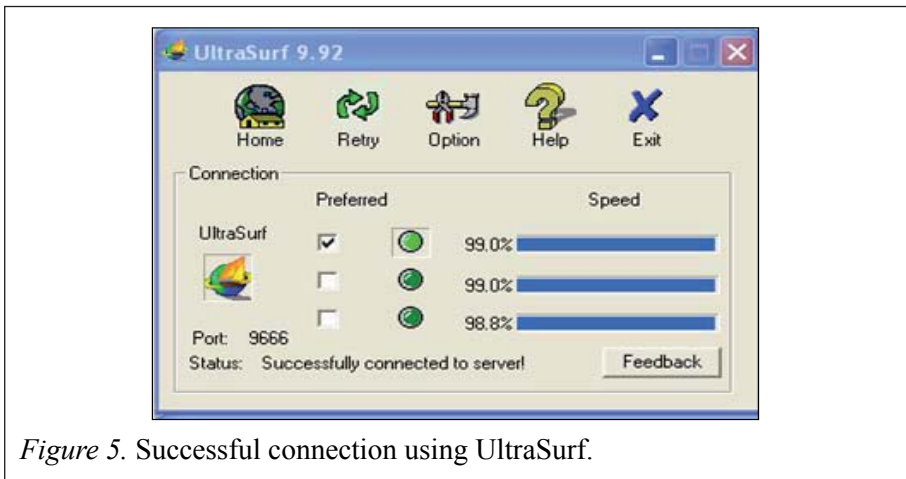 UltraSurf 9.92
Home Retry Option Help Exit
Connection
Preferred Speed
UltraSurf
99.0%
99.0%
98.8%
Port: 9666
Status: Successfully connected to server! Feedback
Figure 5. Successful connection using UltraSurf.